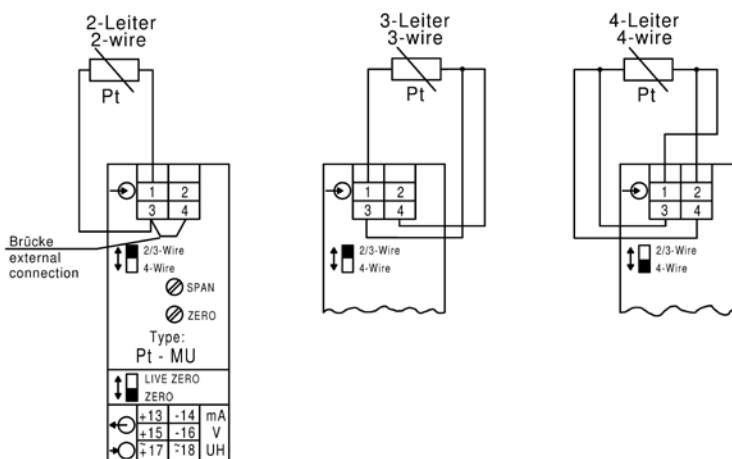 2-Leiter
2-wire
Pt
1 2
3 4
Brücke
external
connection
2/3-Wire
4-Wire
SPAN
ZERO
Type:
Pt - MU
LIVE ZERO
ZERO
+13 -14 mA
+15 -16 V
~+17 ~-18 UH
3-Leiter
3-wire
Pt
1 2
3 4
2/3-Wire
4-Wire
4-Leiter
4-wire
Pt
1 2
3 4
2/3-Wire
4-Wire